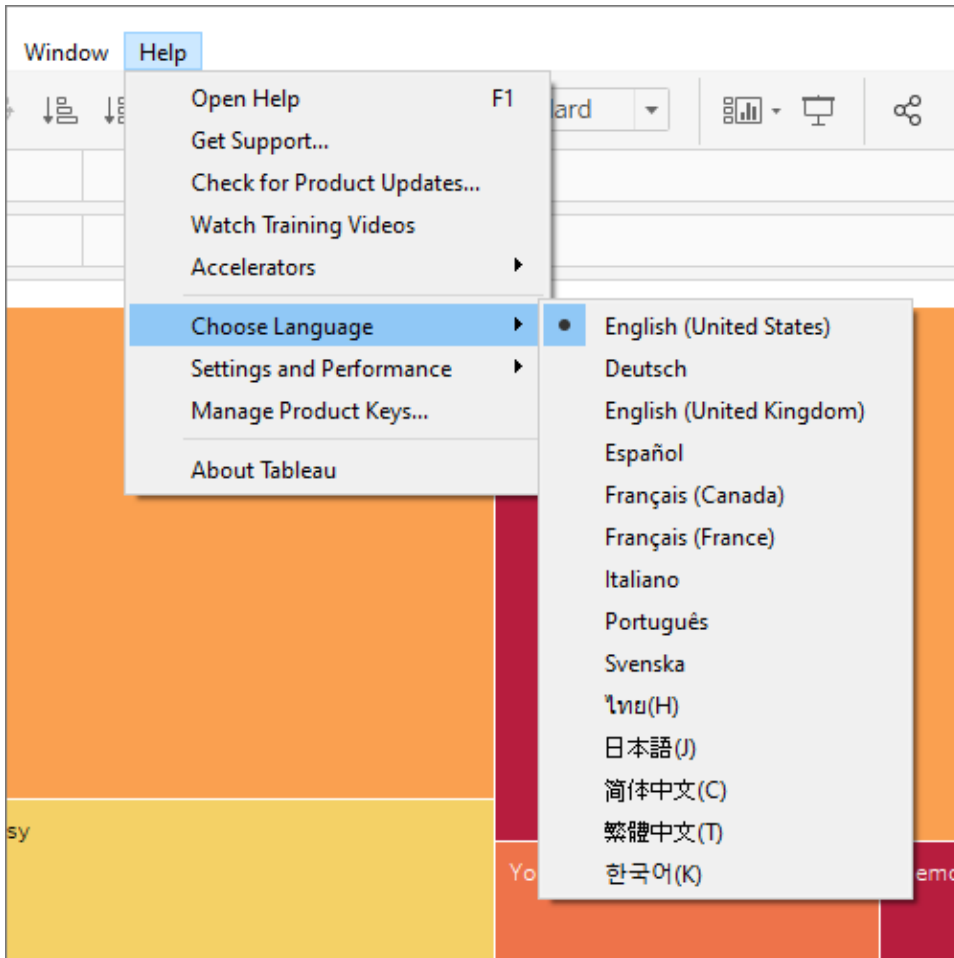 Window Help
Open Help F1
Get Support...
Check for Product Updates...
Watch Training Videos
Accelerators
Choose Language
Settings and Performance
Manage Product Keys...
About Tableau
English (United States)
Deutsch
English (United Kingdom)
Español
Français (Canada)
Français (France)
Italiano
Português
Svenska
ไทย(H)
日本語(J)
简体中文(C)
繁體中文(T)
한국어(K)